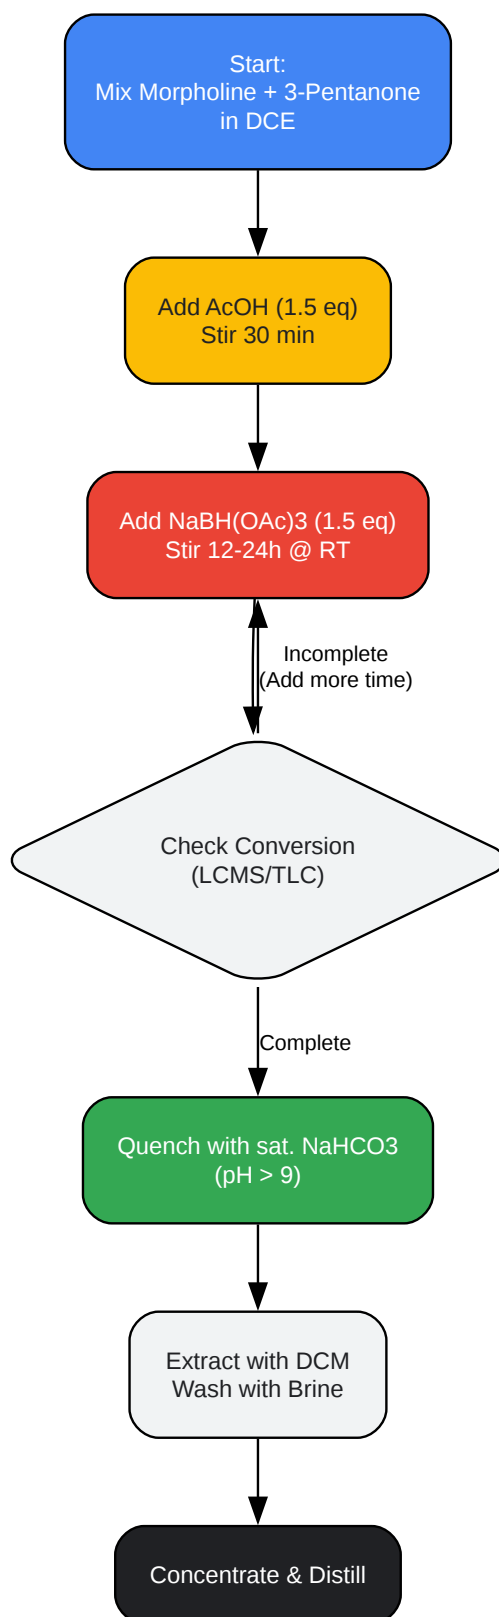 Start:
Mix Morpholine + 3-Pentanone
in DCE
Add AcOH (1.5 eq)
Stir 30 min
Add NaBH(OAc)3 (1.5 eq)
Stir 12-24h @ RT
Incomplete
(Add more time)
Check Conversion
(LCMS/TLC)
Complete
Quench with sat. NaHCO3
(pH > 9)
Extract with DCM
Wash with Brine
Concentrate & Distill